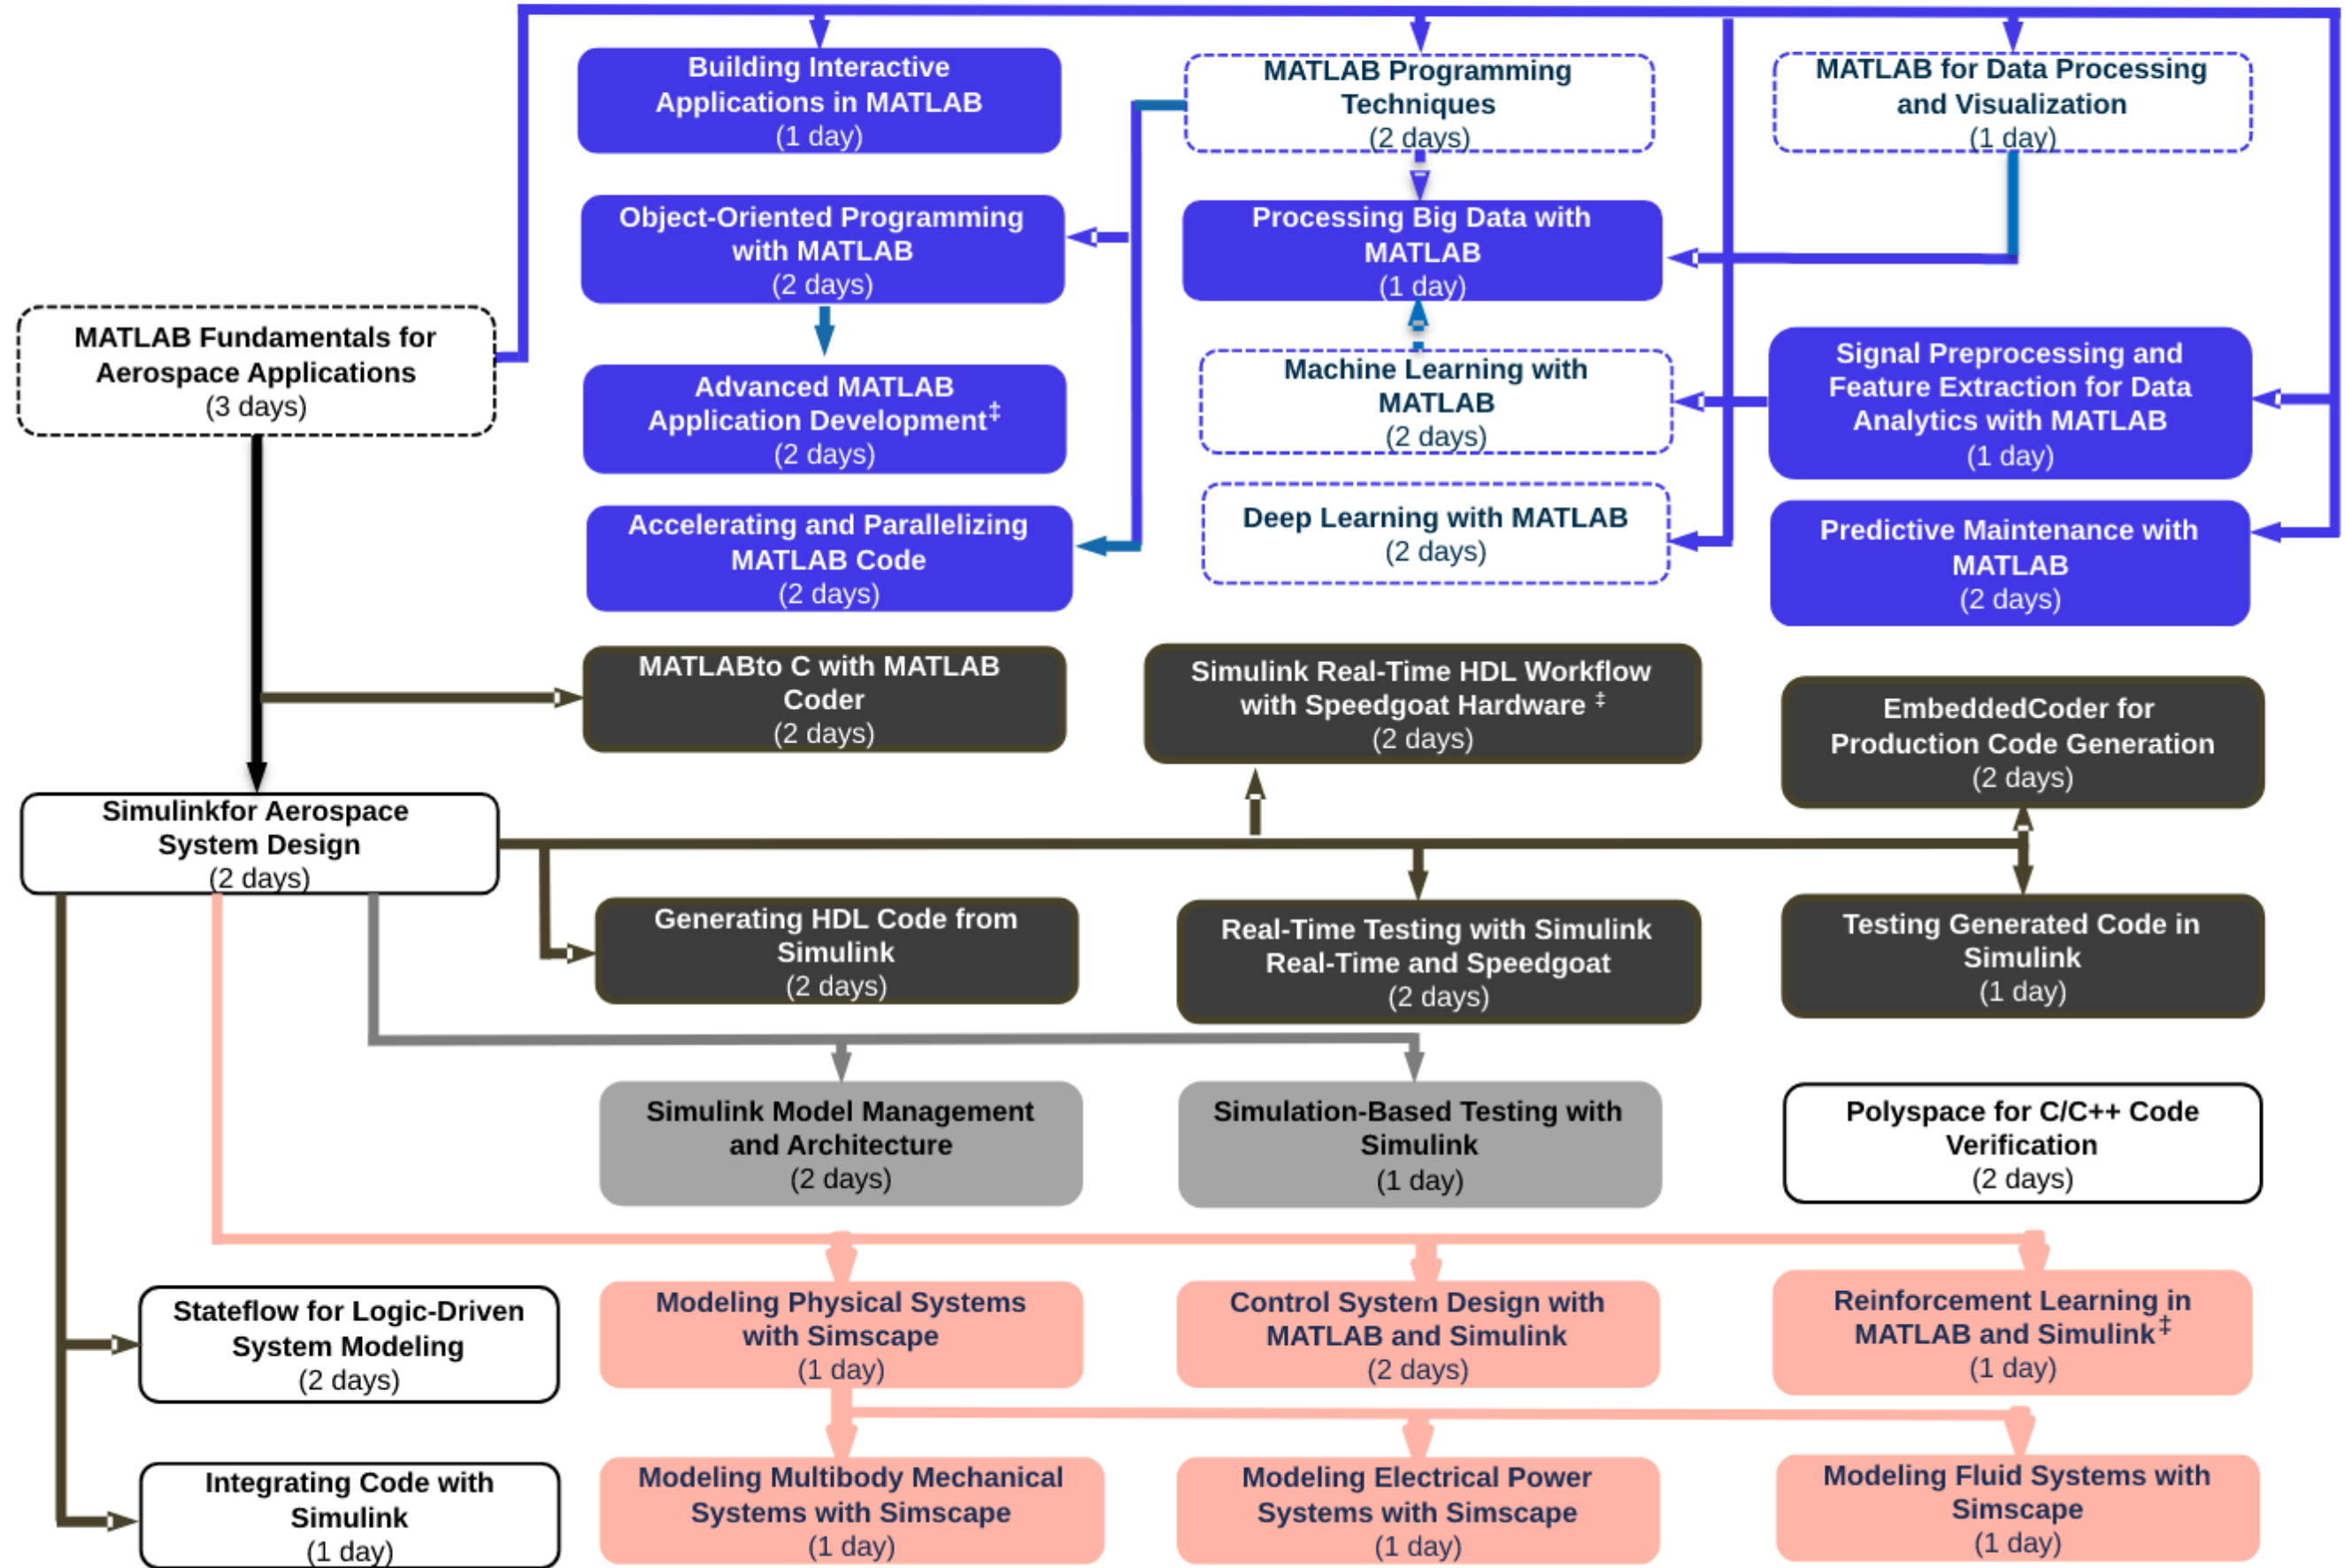 Building Interactive
Applications in MATLAB
(1 day)
MATLAB Programming
Techniques
(2 days)
MATLAB for Data Processing
and Visualization
(1 day)
Object-Oriented Programming
with MATLAB
(2 days)
Processing Big Data with
MATLAB
(1 day)
MATLAB Fundamentals for
Aerospace Applications
(3 days)
Advanced MATLAB
Application Development‡
(2 days)
Machine Learning with
MATLAB
(2 days)
Signal Preprocessing and
Feature Extraction for Data
Analytics with MATLAB
(1 day)
Accelerating and Parallelizing
MATLAB Code
(2 days)
Deep Learning with MATLAB
(2 days)
Predictive Maintenance with
MATLAB
(2 days)
MATLABto C with MATLAB
Coder
(2 days)
Simulink Real-Time HDL Workflow
with Speedgoat Hardware ‡
(2 days)
EmbeddedCoder for
Production Code Generation
(2 days)
Simulinkfor Aerospace
System Design
(2 days)
Generating HDL Code from
Simulink
(2 days)
Real-Time Testing with Simulink
Real-Time and Speedgoat
(2 days)
Testing Generated Code in
Simulink
(1 day)
Simulink Model Management
and Architecture
(2 days)
Simulation-Based Testing with
Simulink
(1 day)
Polyspace for C/C++ Code
Verification
(2 days)
Stateflow for Logic-Driven
System Modeling
(2 days)
Modeling Physical Systems
with Simscape
(1 day)
Control System Design with
MATLAB and Simulink
(2 days)
Reinforcement Learning in
MATLAB and Simulink‡
(1 day)
Integrating Code with
Simulink
(1 day)
Modeling Multibody Mechanical
Systems with Simscape
(1 day)
Modeling Electrical Power
Systems with Simscape
(1 day)
Modeling Fluid Systems with
Simscape
(1 day)